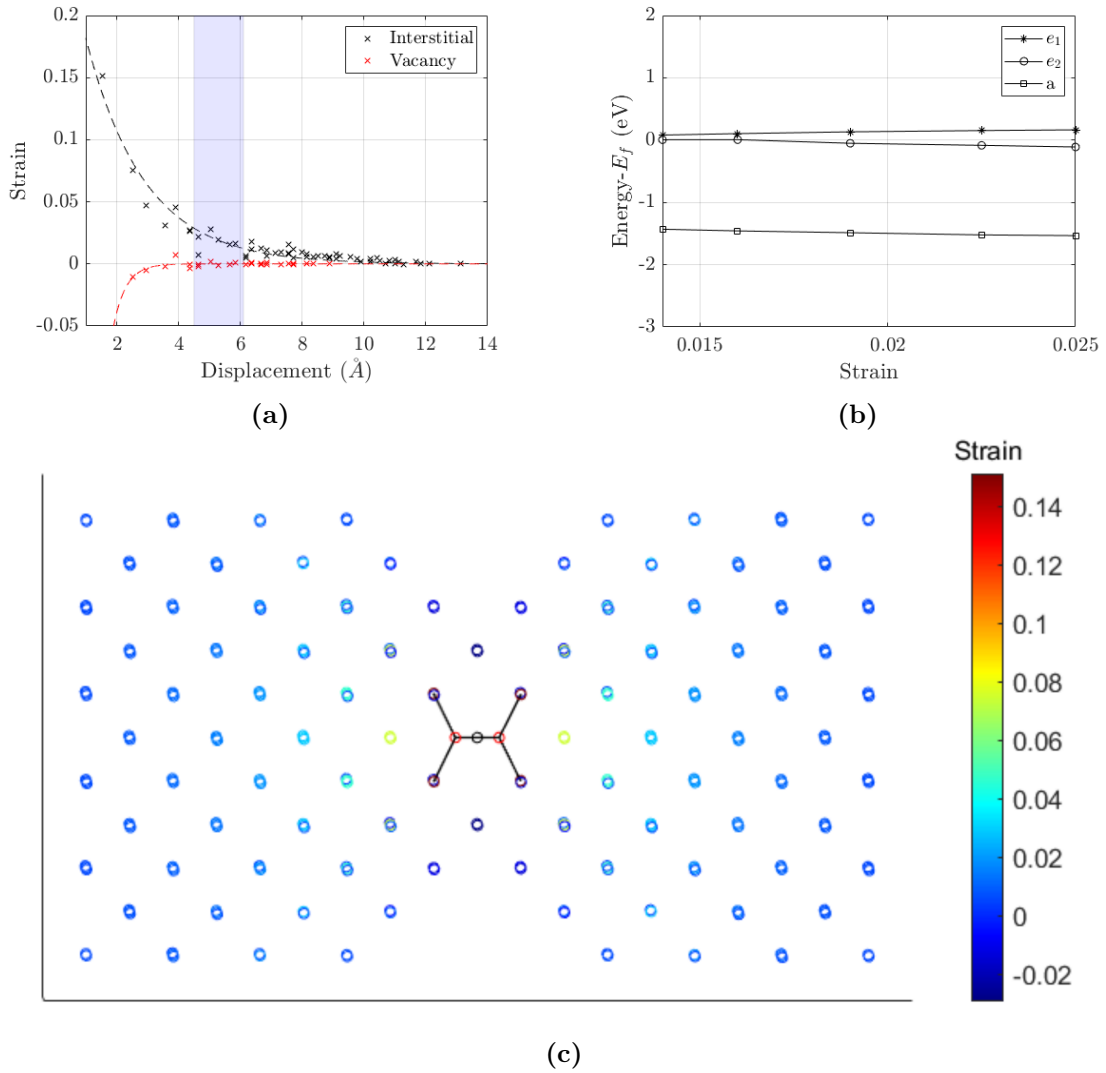 0.2
0.15
0.1
0.05
0
-0.05
Strain
Interstitial
Vacancy
2 4 6 8 10 12 14
Displacement (Å)
(a)
2
1
0
-1
-2
-3
Energy-E_f (eV)
e₁
e₂
a
0.015 0.02 0.025
Strain
(b)
Strain
0.14
0.12
0.1
0.08
0.06
0.04
0.02
0
-0.02
(c)